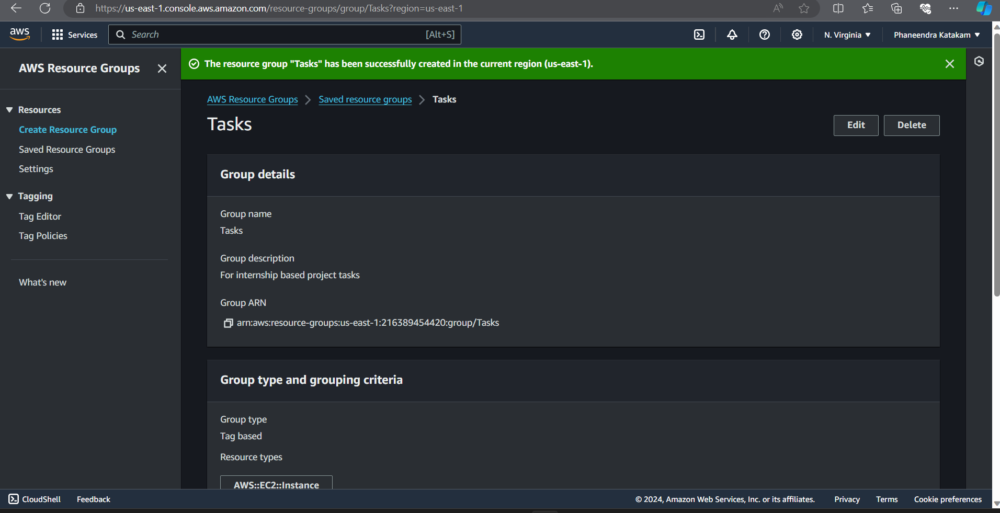 https://us-east-1.console.aws.amazon.com/resource-groups/group/Tasks?region=us-east-1
aws
Services
Search
[Alt+S]
N. Virginia
Phaneendra Katakam
AWS Resource Groups
Resources
Create Resource Group
Saved Resource Groups
Settings
Tagging
Tag Editor
Tag Policies
What's new
The resource group "Tasks" has been successfully created in the current region (us-east-1).
AWS Resource Groups > Saved resource groups > Tasks
Tasks
Edit
Delete
Group details
Group name
Tasks
Group description
For internship based project tasks
Group ARN
arn:aws:resource-groups:us-east-1:216389454420:group/Tasks
Group type and grouping criteria
Group type
Tag based
Resource types
AWS::EC2::Instance
CloudShell
Feedback
© 2024, Amazon Web Services, Inc. or its affiliates.
Privacy
Terms
Cookie preferences